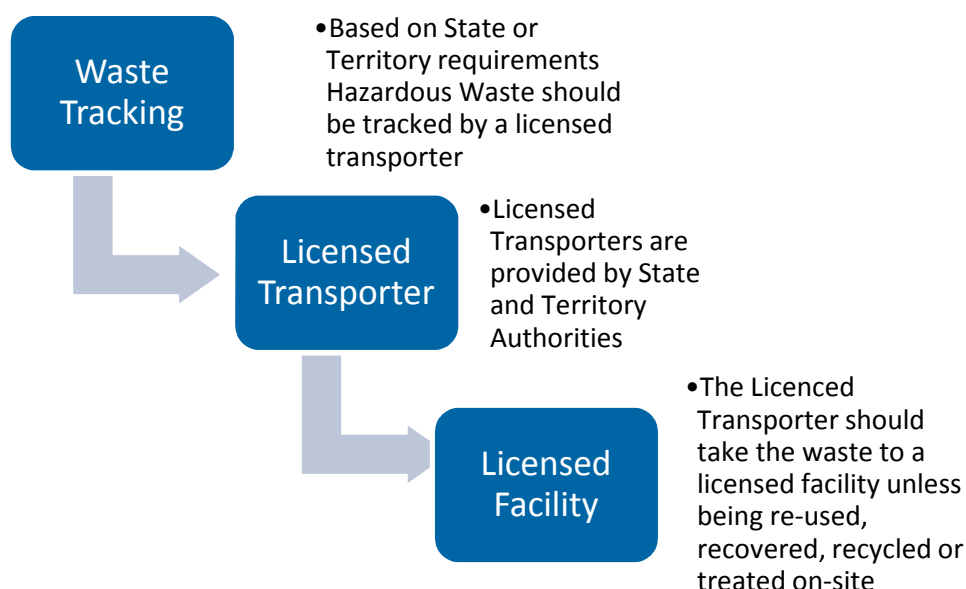 Waste
Tracking
•Based on State or
Territory requirements
Hazardous Waste should
be tracked by a licensed
transporter
Licensed
Transporter
•Licensed
Transporters are
provided by State
and Territory
Authorities
Licensed
Facility
•The Licenced
Transporter should
take the waste to a
licensed facility unless
being re-used,
recovered, recycled or
treated on-site